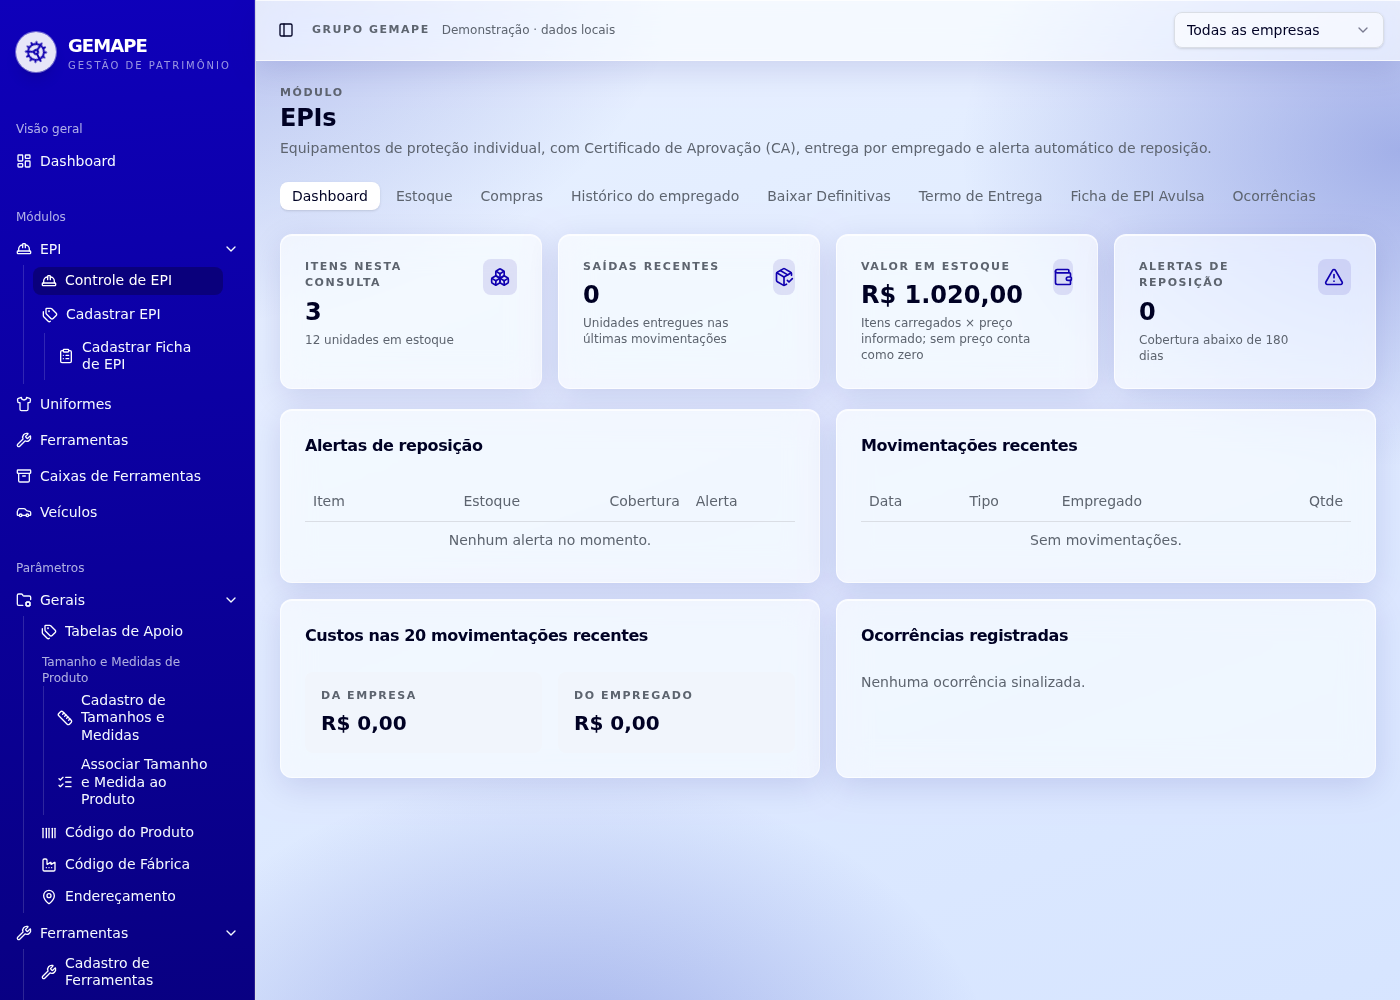 GEMAPE
GESTÃO DE PATRIMÔNIO
Visão geral
Dashboard
Módulos
EPI
Controle de EPI
Cadastrar EPI
Cadastrar Ficha
de EPI
Uniformes
Ferramentas
Caixas de Ferramentas
Veículos
Parâmetros
Gerais
Tabelas de Apoio
Tamanho e Medidas de
Produto
Cadastro de
Tamanhos e
Medidas
Associar Tamanho
e Medida ao
Produto
Código do Produto
Código de Fábrica
Endereçamento
Ferramentas
Cadastro de
Ferramentas
GRUPO GEMAPE Demonstração · dados locais
Todas as empresas
MÓDULO
EPIs
Equipamentos de proteção individual, com Certificado de Aprovação (CA), entrega por empregado e alerta automático de reposição.
Dashboard Estoque Compras Histórico do empregado Baixar Definitivas Termo de Entrega Ficha de EPI Avulsa Ocorrências
ITENS NESTA
CONSULTA
3
12 unidades em estoque
SAÍDAS RECENTES
0
Unidades entregues nas
últimas movimentações
VALOR EM ESTOQUE
R$ 1.020,00
Itens carregados × preço
informado; sem preço conta
como zero
ALERTAS DE
REPOSIÇÃO
0
Cobertura abaixo de 180
dias
Alertas de reposição
Item Estoque Cobertura Alerta
Nenhum alerta no momento.
Movimentações recentes
Data Tipo Empregado Qtde
Sem movimentações.
Custos nas 20 movimentações recentes
DA EMPRESA
R$ 0,00
DO EMPREGADO
R$ 0,00
Ocorrências registradas
Nenhuma ocorrência sinalizada.